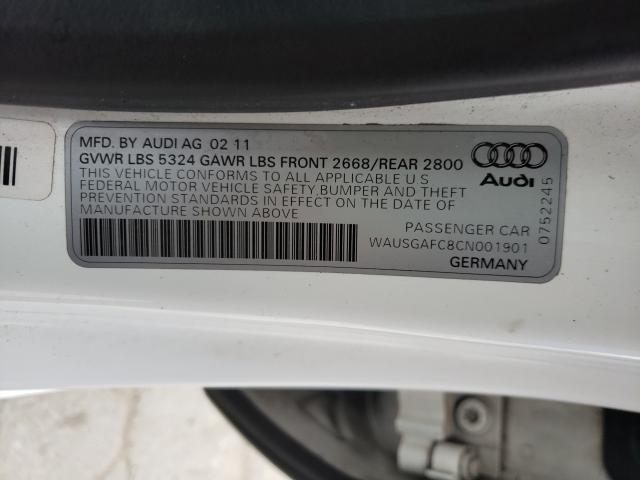 MFD. BY AUDI AG 02 11
GVWR LBS 5324 GAWR LBS FRONT 2668/REAR 2800
THIS VEHICLE CONFORMS TO ALL APPLICABLE U S
FEDERAL MOTOR VEHICLE SAFETY,BUMPER AND THEFT
PREVENTION STANDARDS IN EFFECT ON THE DATE OF
MANUFACTURE SHOWN ABOVE
Audi
0752245
PASSENGER CAR
WAUSGAFC8CN001901
GERMANY